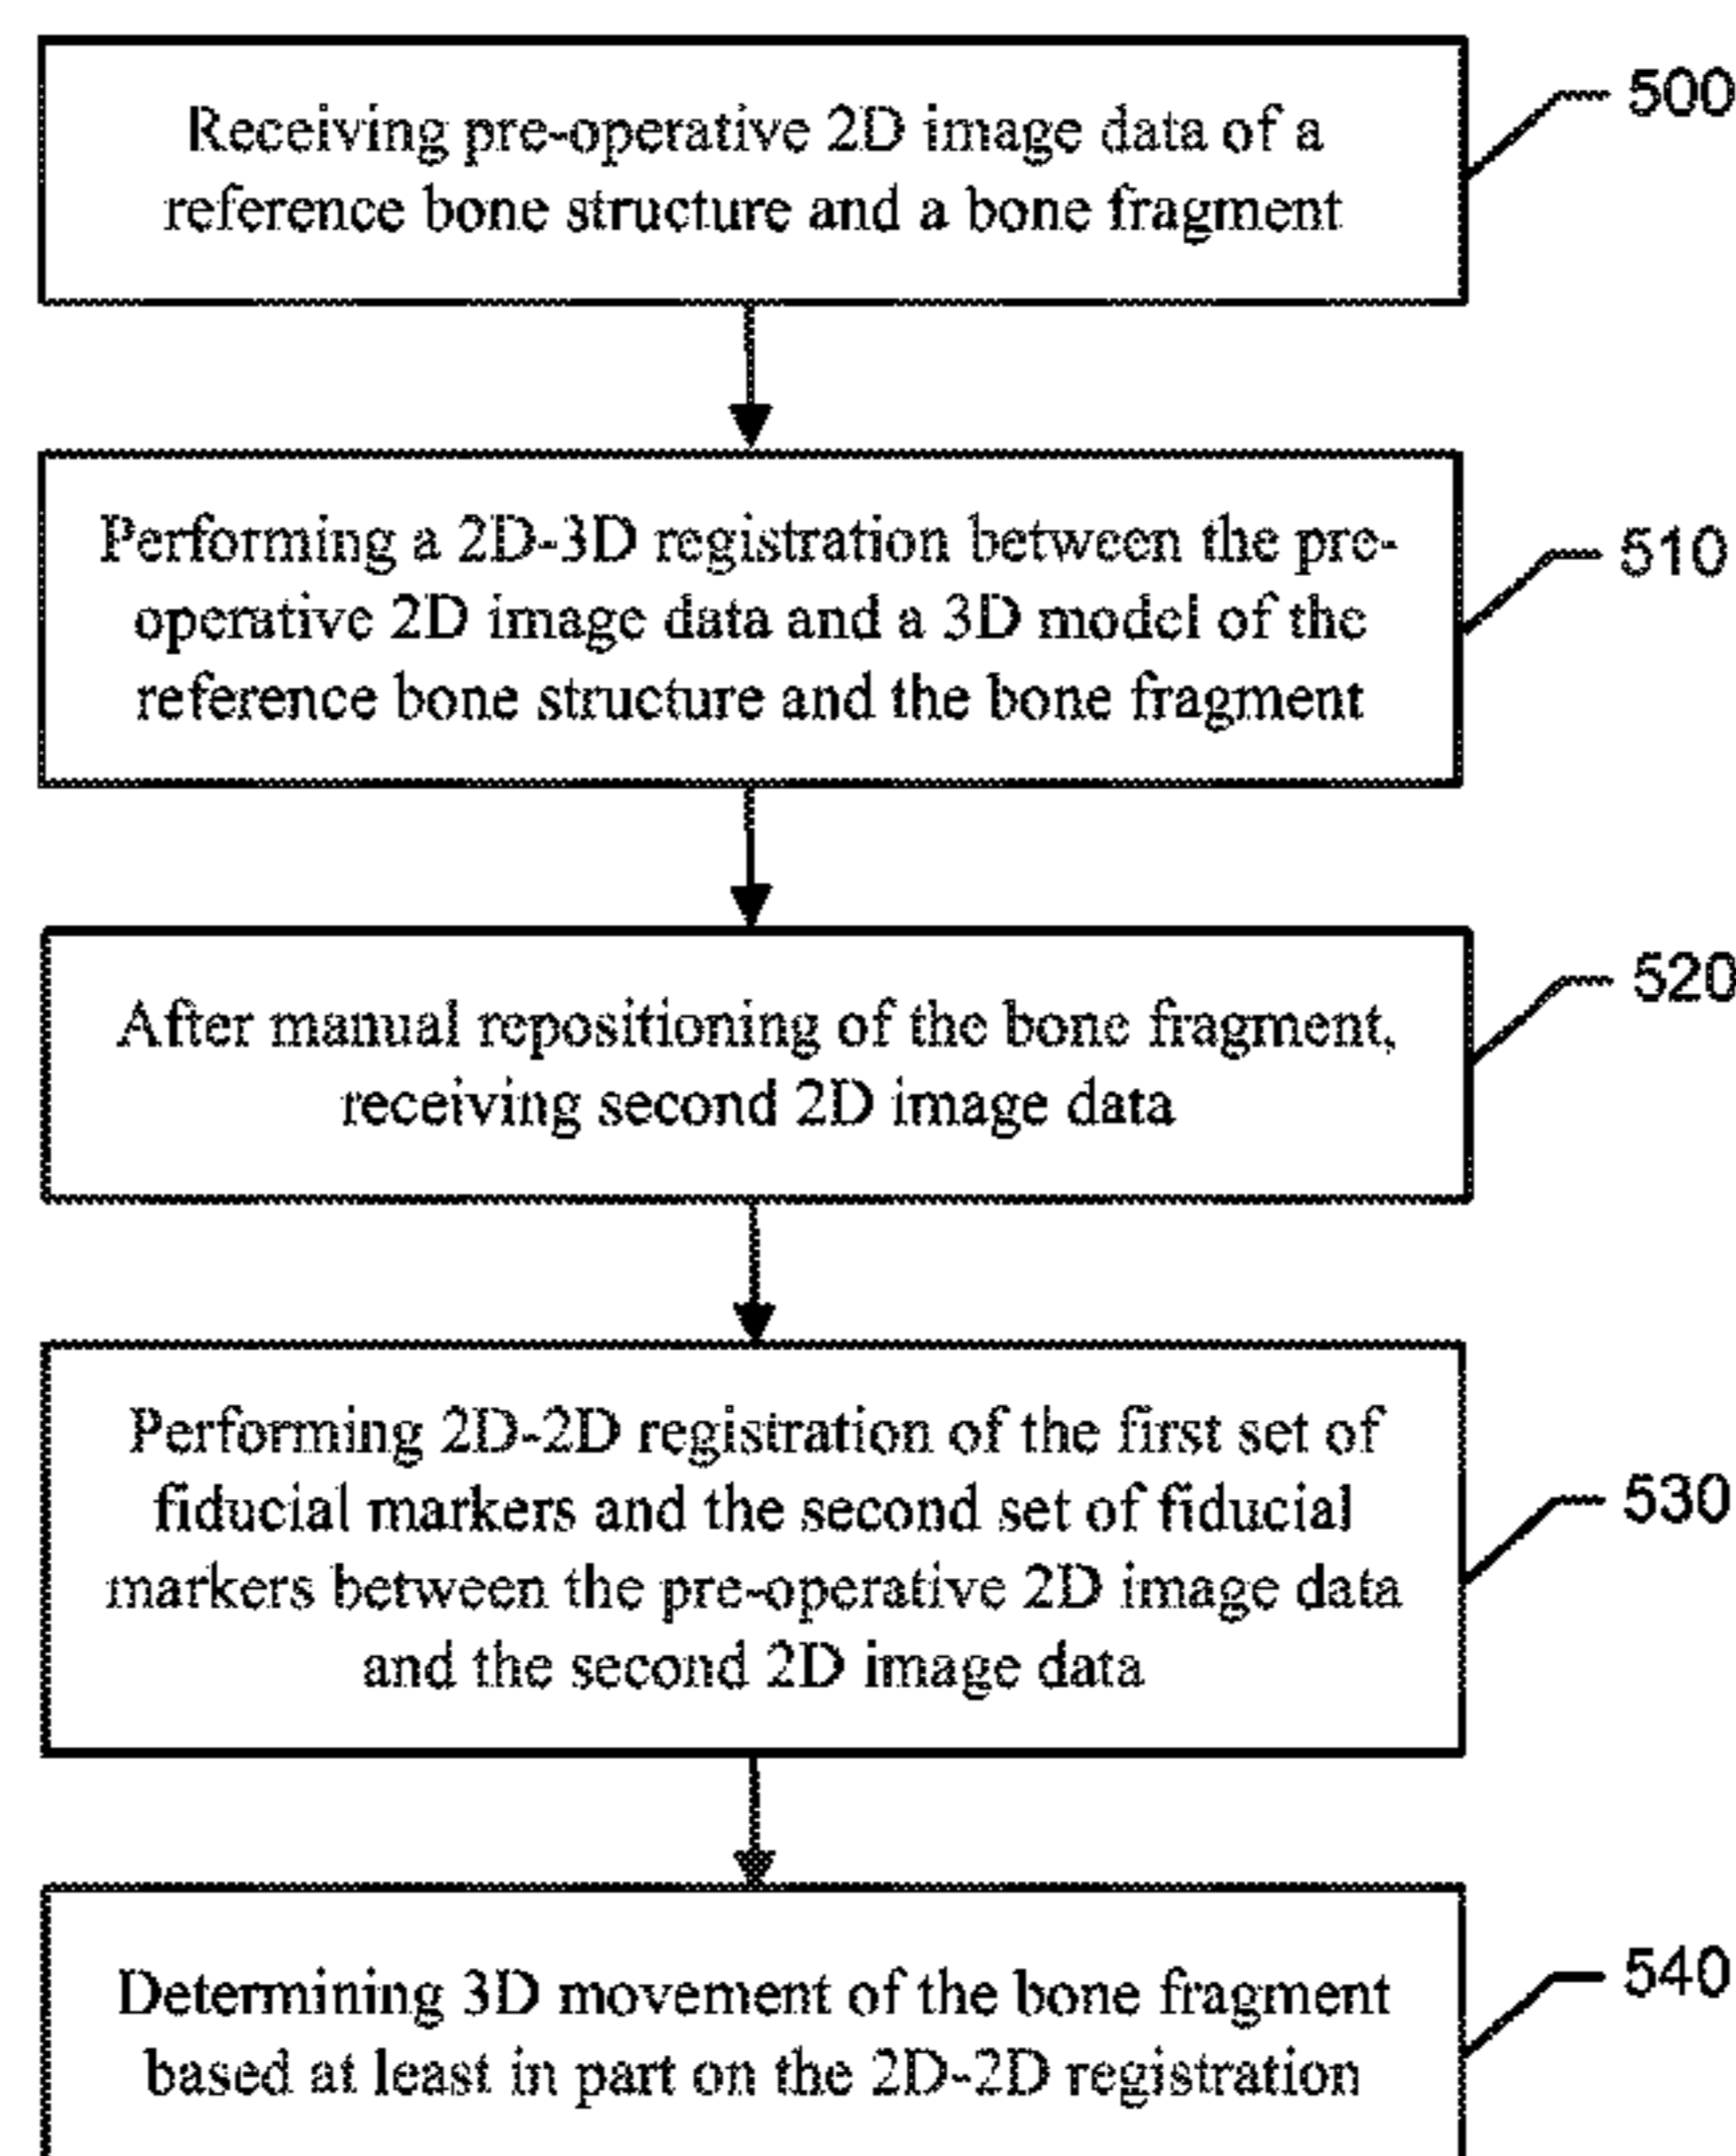 Receiving pre-operative 2D image data of a
reference bone structure and a bone fragment
500
Performing a 2D-3D registration between the pre-
operative 2D image data and a 3D model of the
reference bone structure and the bone fragment
510
After manual repositioning of the bone fragment,
receiving second 2D image data
520
Performing 2D-2D registration of the first set of
fiducial markers and the second set of fiducial
markers between the pre-operative 2D image data
and the second 2D image data
530
Determining 3D movement of the bone fragment
based at least in part on the 2D-2D registration
540